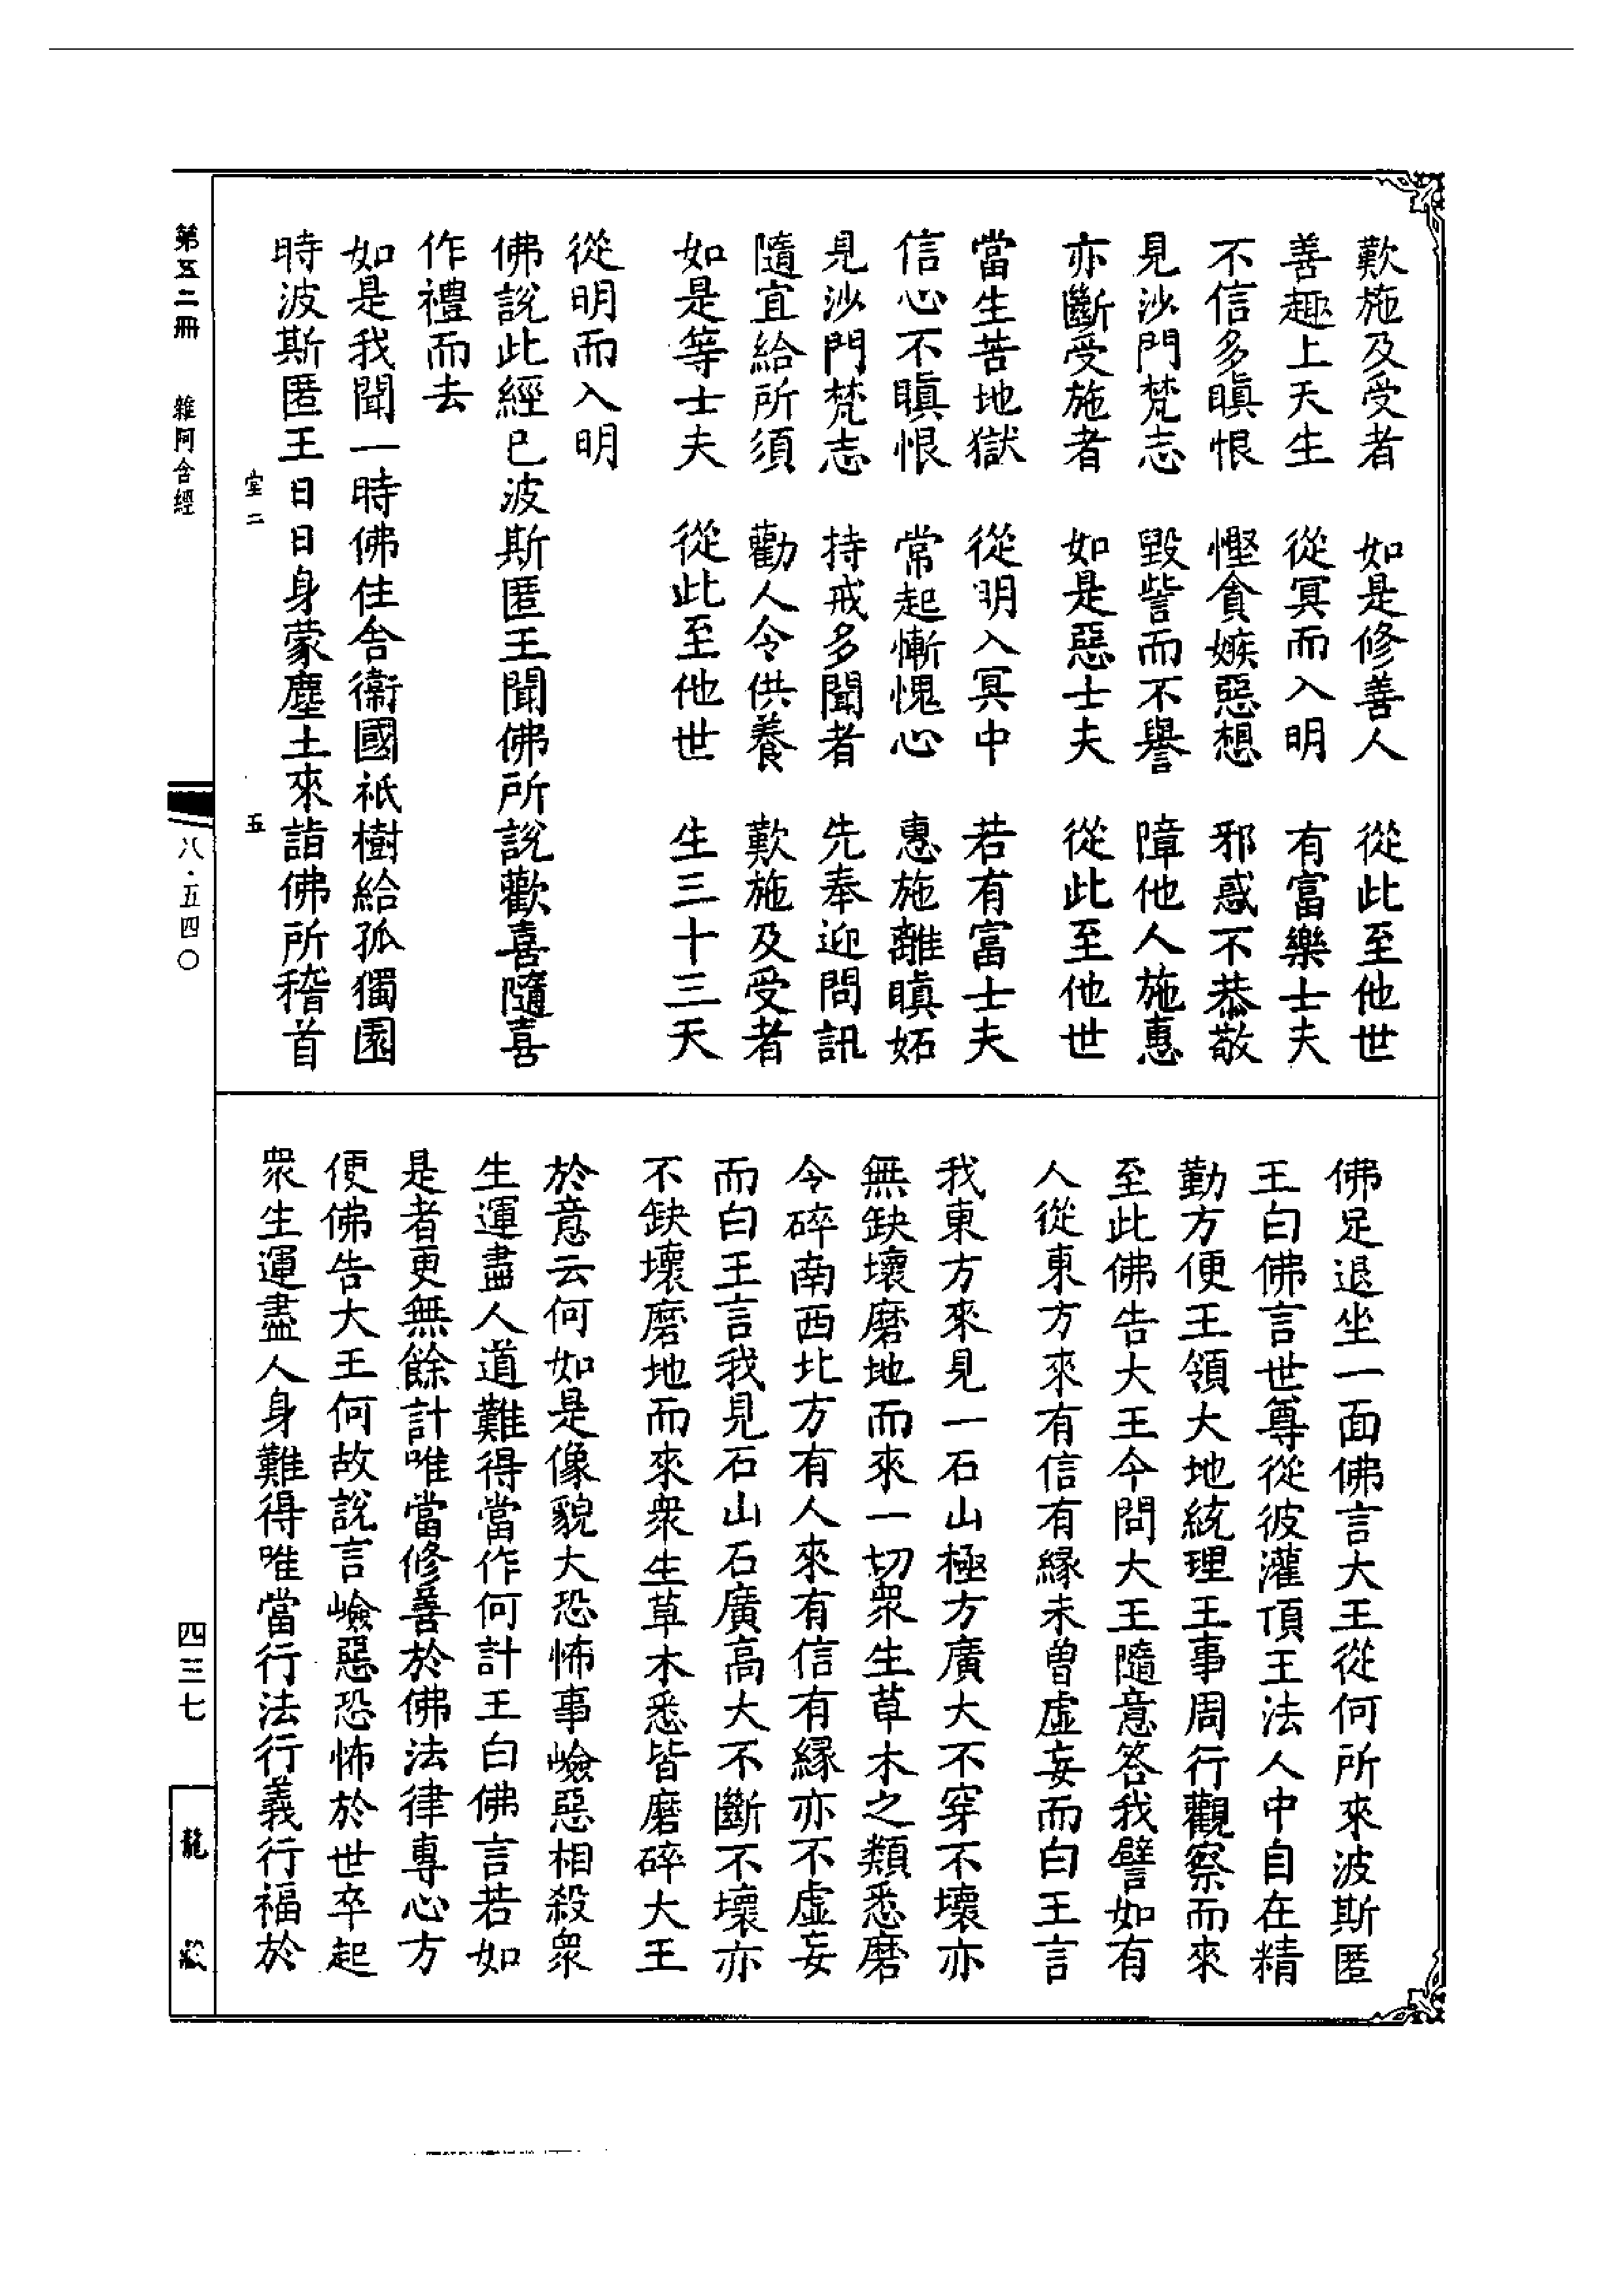 歎施及受者　如是修善人　從此至他世
善趣上天生　從冥而入明　有富樂士夫
不信多瞋恨　慳貪嫉惡想　邪惑不恭敬
見沙門梵志　毀訾而不譽　障他人施惠
亦斷受施者　如是惡士夫　從此至他世
當生苦地獄　從明入冥中　若有富士夫
信心不瞋恨　常起慚愧心　惠施離瞋妬
見沙門梵志　持戒多聞者　先奉迎問訊
隨宜給所須　勸人令供養　歎施及受者
如是等士夫　從此至他世　生三十三天
從明而入明
佛說此經已波斯匿王聞佛所說歡喜隨喜
作禮而去
如是我聞一時佛住舍衞國祇樹給孤獨園
時波斯匿王日日身蒙塵土來詣佛所稽首
堂二　五
佛足退坐一面佛言大王從何所來波斯匿
王白佛言世尊從彼灌頂王法人中自在精
勤方便王領大地統理王事周行觀察而來
至此佛告大王今問大王隨意答我譬如有
人從東方來有信有緣未曾虛妄而白王言
我東方來見一石山極方廣大不穿不壞亦
無缺壞磨地而來一切衆生草木之類悉磨
令碎南西北方有人來有信有緣亦不虛妄
而白王言我見石山石廣高大不斷不壞亦
不缺壞磨地而來衆生草木悉皆磨碎大王
於意云何如是像貌大恐怖事嶮惡相殺衆
生運盡人道難得當作何計王白佛言若如
是者更無餘計唯當修善於佛法律專心方
便佛告大王何故說言嶮惡恐怖於世卒起
衆生運盡人身難得唯當行法行義行福於
第五二冊　雜阿含經　八·五四〇　四三七　龍藏